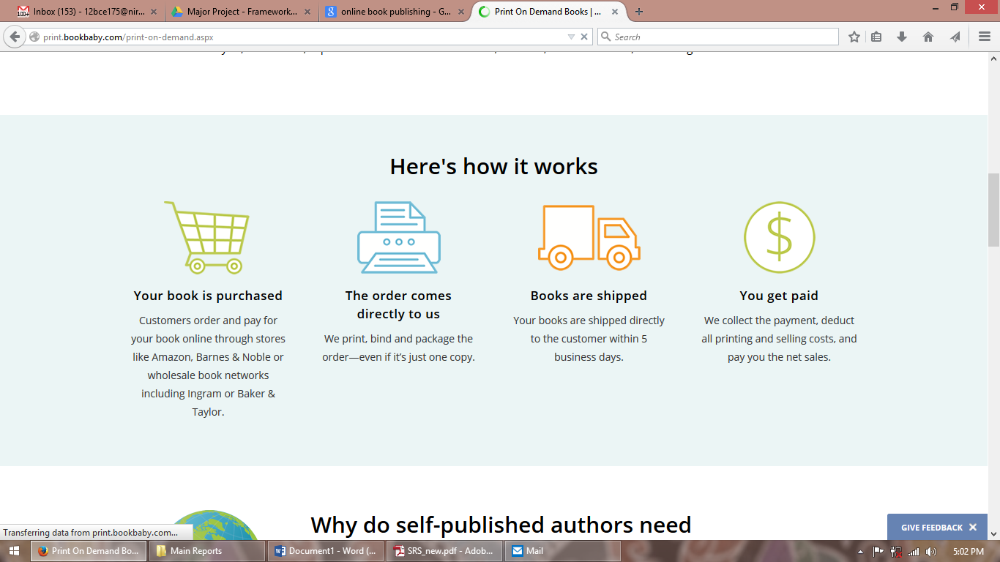 Inbox (153) - 12bce175@nir...
Major Project - Framework...
online book publishing - G...
Print On Demand Books | ...
print.bookbaby.com/print-on-demand.aspx
Search
Here's how it works
Your book is purchased
Customers order and pay for
your book online through stores
like Amazon, Barnes & Noble or
wholesale book networks
including Ingram or Baker &
Taylor.
The order comes
directly to us
We print, bind and package the
order—even if it's just one copy.
Books are shipped
Your books are shipped directly
to the customer within 5
business days.
$
You get paid
We collect the payment, deduct
all printing and selling costs, and
pay you the net sales.
Why do self-published authors need
GIVE FEEDBACK
Transferring data from print.bookbaby.com...
Print On Demand Bo...
Main Reports
Document1 - Word (...
SRS_new.pdf - Adob...
Mail
5:02 PM